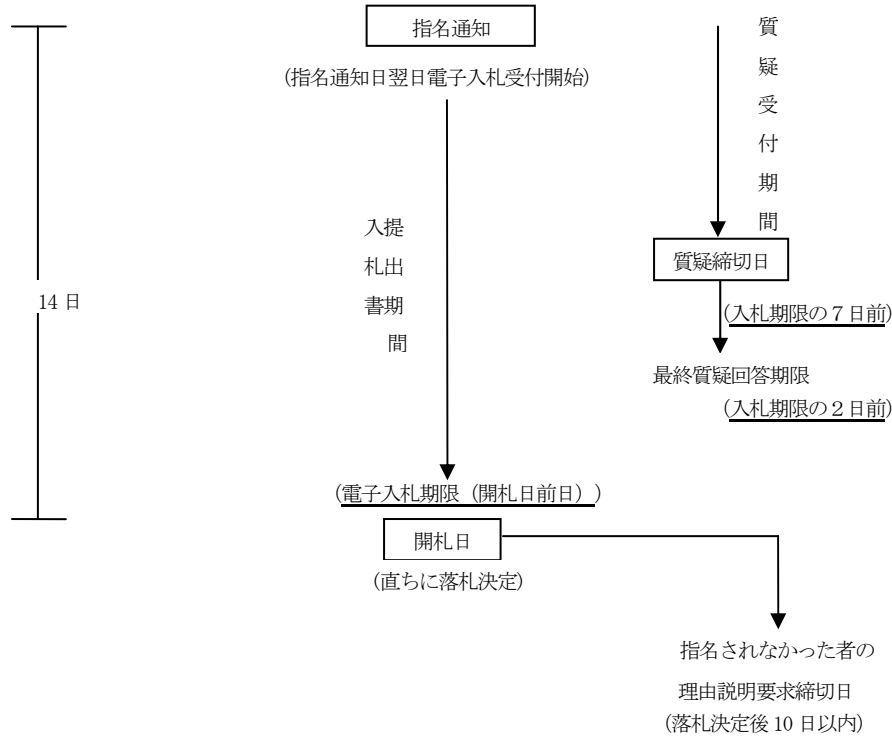 14 日
指名通知
(指名通知日翌日電子入札受付開始)
入札書
提出期間
(電子入札期限（開札日前日）)
開札日
(直ちに落札決定)
質疑受付期間
質疑締切日
(入札期限の７日前)
最終質疑回答期限
(入札期限の２日前)
指名されなかった者の
理由説明要求締切日
(落札決定後 10 日以内)